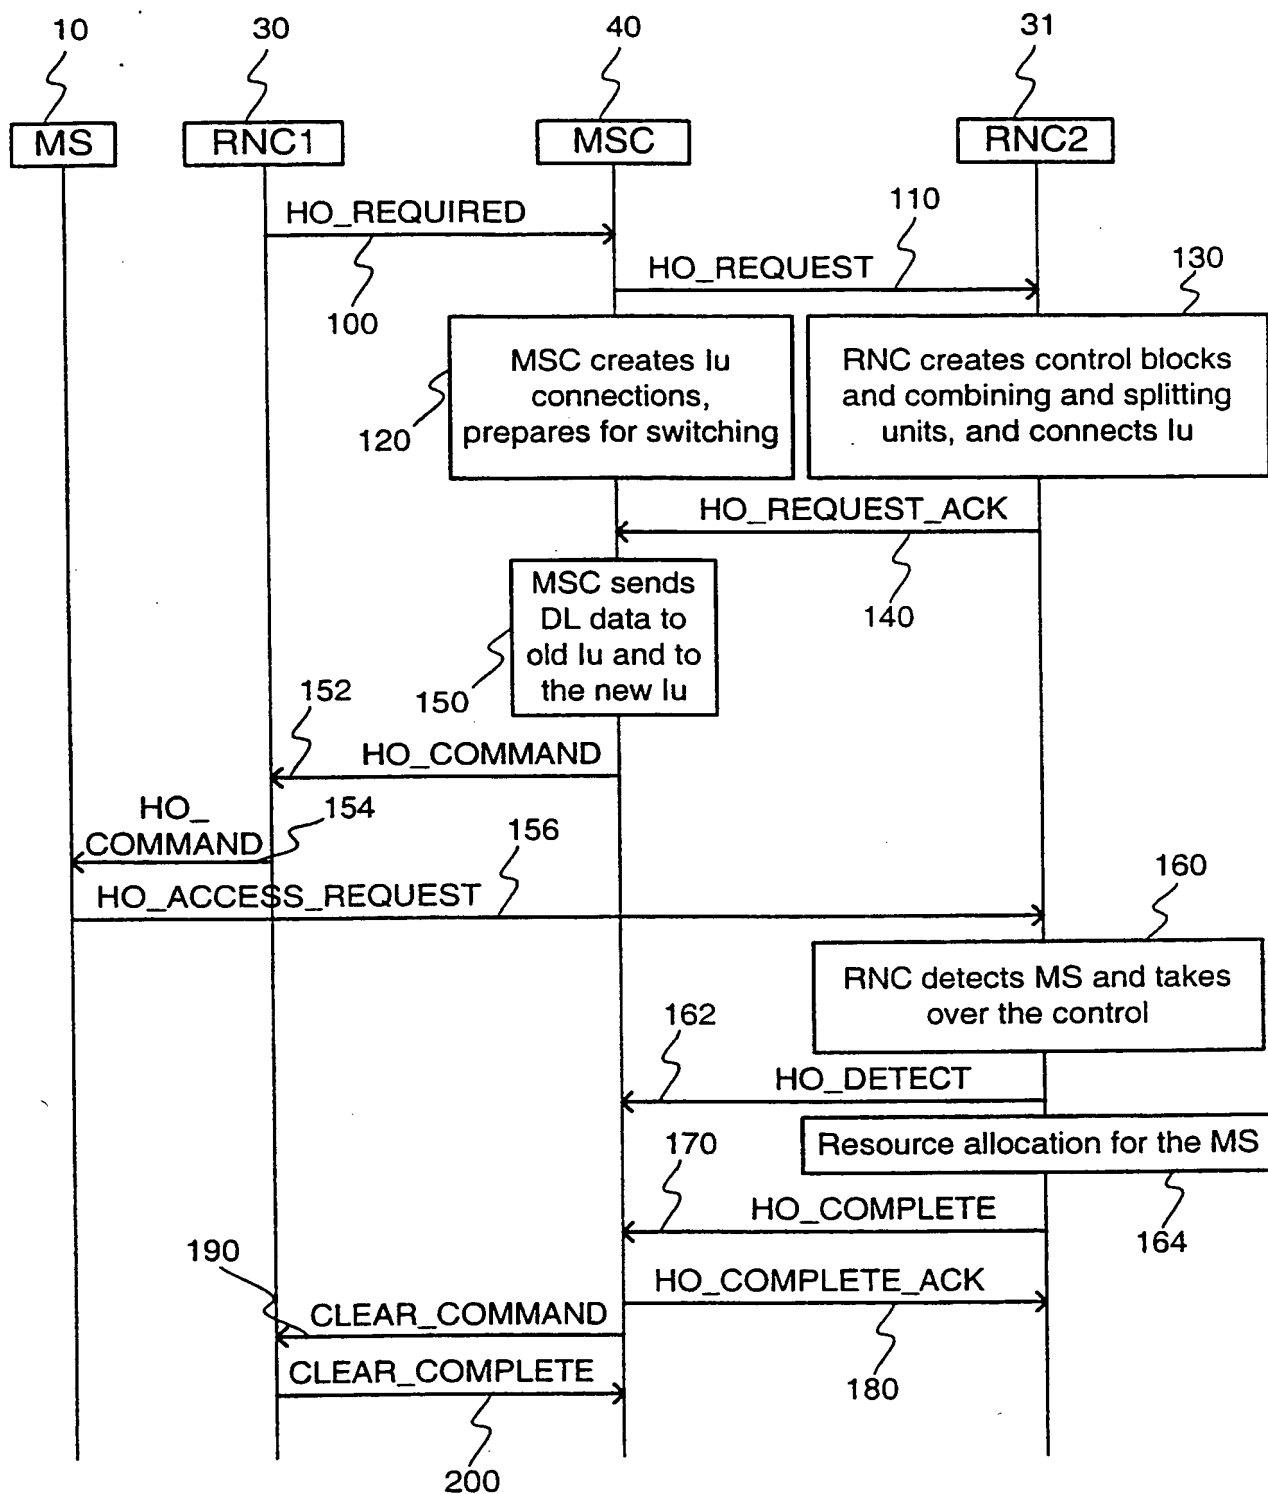 10
30
40
31
MS
RNC1
MSC
RNC2
HO_REQUIRED
100
110
HO_REQUEST
130
MSC creates Iu
connections,
prepares for switching
120
RNC creates control blocks
and combining and splitting
units, and connects Iu
HO_REQUEST_ACK
140
MSC sends
DL data to
old Iu and to
the new Iu
150
152
HO_COMMAND
HO_
COMMAND
154
156
HO_ACCESS_REQUEST
160
RNC detects MS and takes
over the control
162
HO_DETECT
Resource allocation for the MS
164
170
HO_COMPLETE
190
HO_COMPLETE_ACK
180
CLEAR_COMMAND
CLEAR_COMPLETE
200